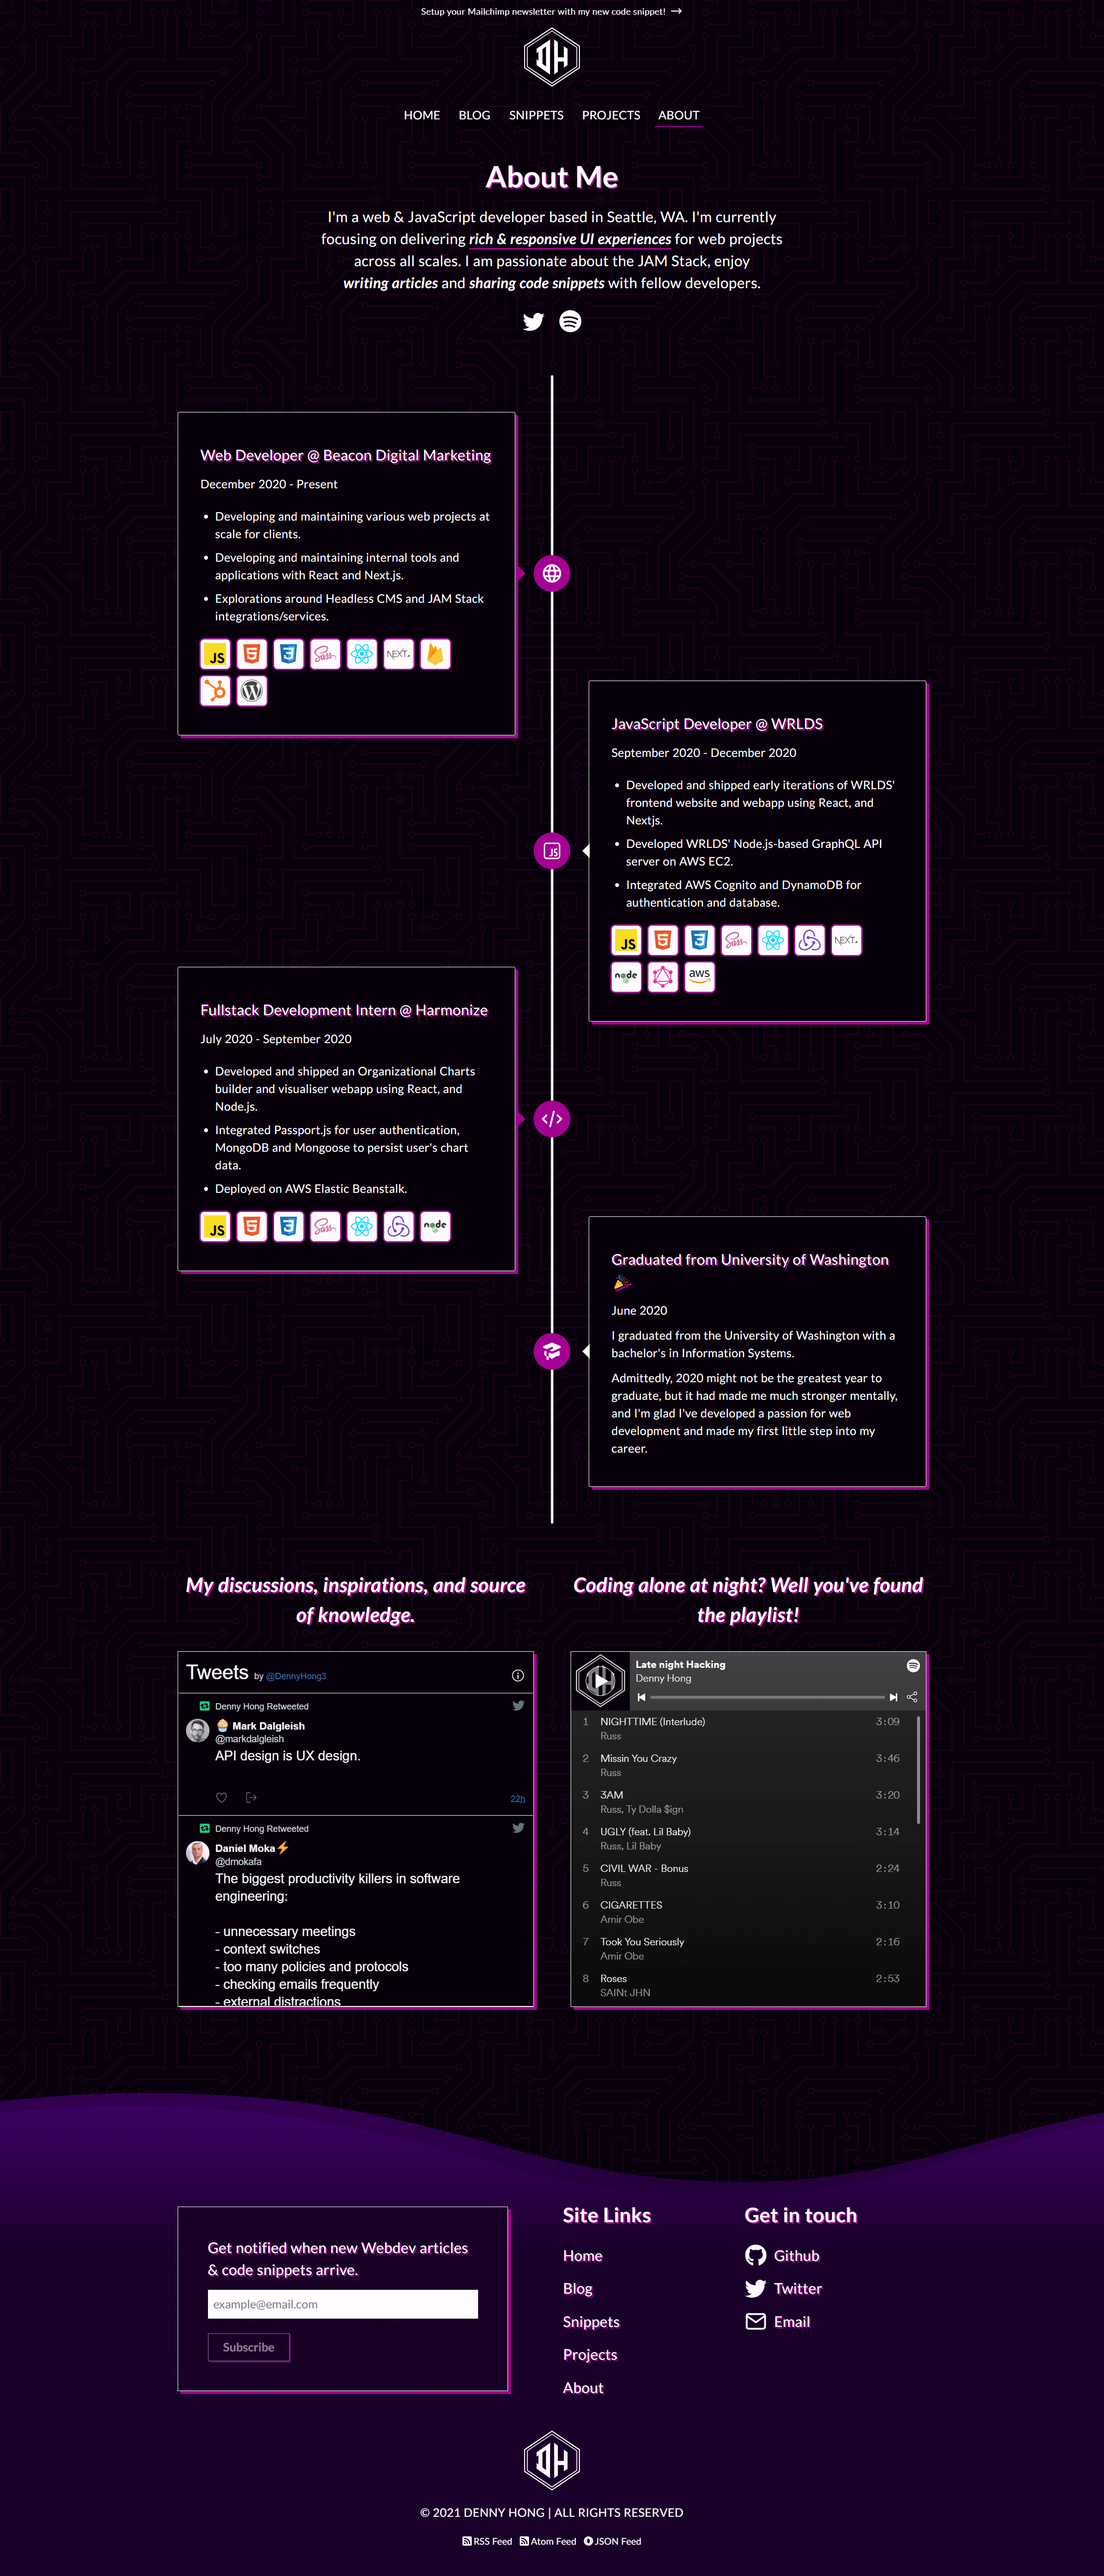 Setup your Mailchimp newsletter with my new code snippet! →
DH
HOME BLOG SNIPPETS PROJECTS ABOUT
About Me
I'm a web & JavaScript developer based in Seattle, WA. I'm currently
focusing on delivering rich & responsive UI experiences for web projects
across all scales. I am passionate about the JAM Stack, enjoy
writing articles and sharing code snippets with fellow developers.
Web Developer @ Beacon Digital Marketing
December 2020 - Present
• Developing and maintaining various web projects at
scale for clients.
• Developing and maintaining internal tools and
applications with React and Next.js.
• Explorations around Headless CMS and JAM Stack
integrations/services.
JS 5 3 Sass NEXT.JS
W
JavaScript Developer @ WRLDS
September 2020 - December 2020
• Developed and shipped early iterations of WRLDS'
frontend website and webapp using React, and
Nextjs.
• Developed WRLDS' Node.js-based GraphQL API
server on AWS EC2.
• Integrated AWS Cognito and DynamoDB for
authentication and database.
JS
JS 5 3 Sass NEXT.JS
node aws
Fullstack Development Intern @ Harmonize
July 2020 - September 2020
• Developed and shipped an Organizational Charts
builder and visualiser webapp using React, and
Node.js.
• Integrated Passport.js for user authentication,
MongoDB and Mongoose to persist user's chart
data.
• Deployed on AWS Elastic Beanstalk.
JS 5 3 Sass node
Graduated from University of Washington
🎉
June 2020
I graduated from the University of Washington with a
bachelor's in Information Systems.
Admittedly, 2020 might not be the greatest year to
graduate, but it had made me much stronger mentally,
and I'm glad I've developed a passion for web
development and made my first little step into my
career.
My discussions, inspirations, and source
of knowledge.
Tweets by @DennyHong3
Denny Hong Retweeted
🧁 Mark Dalgleish
@markdalgleish
API design is UX design.
22h
Denny Hong Retweeted
Daniel Moka⚡
@dmokafa
The biggest productivity killers in software
engineering:
- unnecessary meetings
- context switches
- too many policies and protocols
- checking emails frequently
- external distractions
Coding alone at night? Well you've found
the playlist!
Late night Hacking
Denny Hong
1 NIGHTTIME (Interlude) 3:09
Russ
2 Missin You Crazy 3:46
Russ
3 3AM 3:20
Russ, Ty Dolla $ign
4 UGLY (feat. Lil Baby) 3:14
Russ, Lil Baby
5 CIVIL WAR - Bonus 2:24
Russ
6 CIGARETTES 3:10
Amir Obe
7 Took You Seriously 2:16
Amir Obe
8 Roses 2:53
SAINt JHN
Get notified when new Webdev articles
& code snippets arrive.
example@email.com
Subscribe
Site Links
Home
Blog
Snippets
Projects
About
Get in touch
Github
Twitter
Email
DH
© 2021 DENNY HONG | ALL RIGHTS RESERVED
RSS Feed Atom Feed JSON Feed